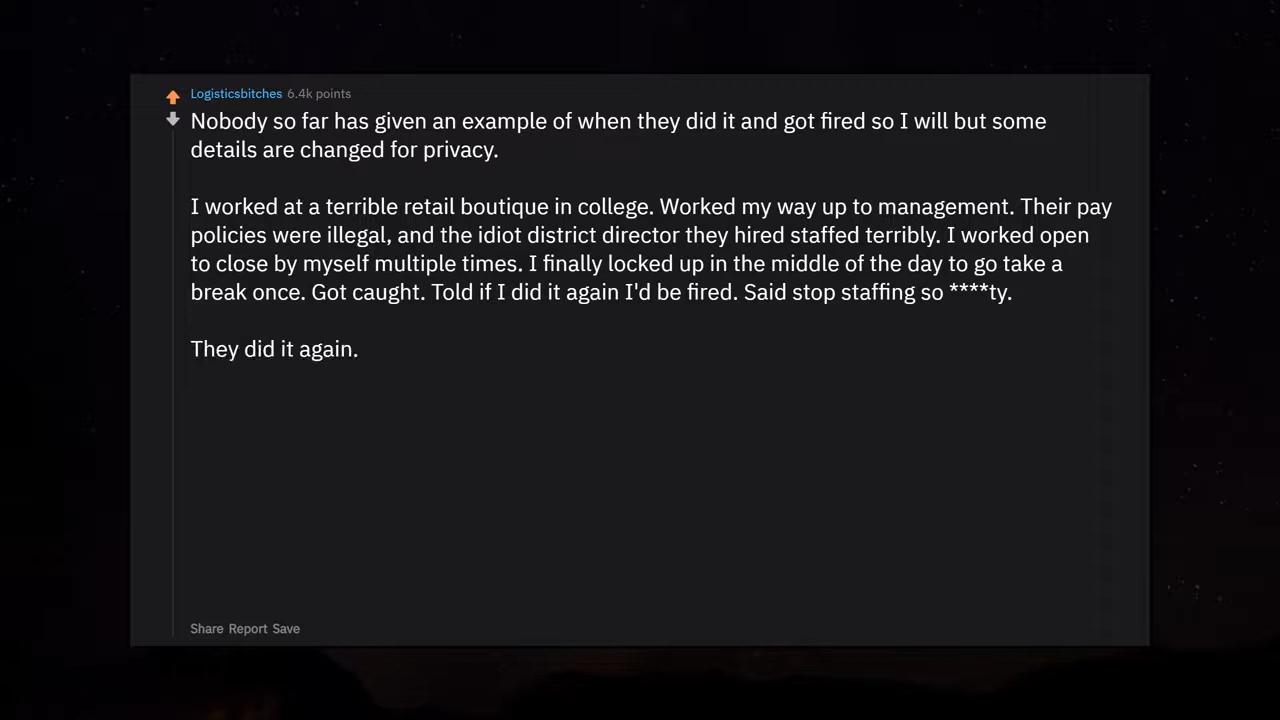 Logisticsbitches 6.4k points
Nobody so far has given an example of when they did it and got fired so I will but some
details are changed for privacy.
I worked at a terrible retail boutique in college. Worked my way up to management. Their pay
policies were illegal, and the idiot district director they hired staffed terribly. I worked open
to close by myself multiple times. I finally locked up in the middle of the day to go take a
break once. Got caught. Told if I did it again I'd be fired. Said stop staffing so ****ty.
They did it again.
Share Report Save